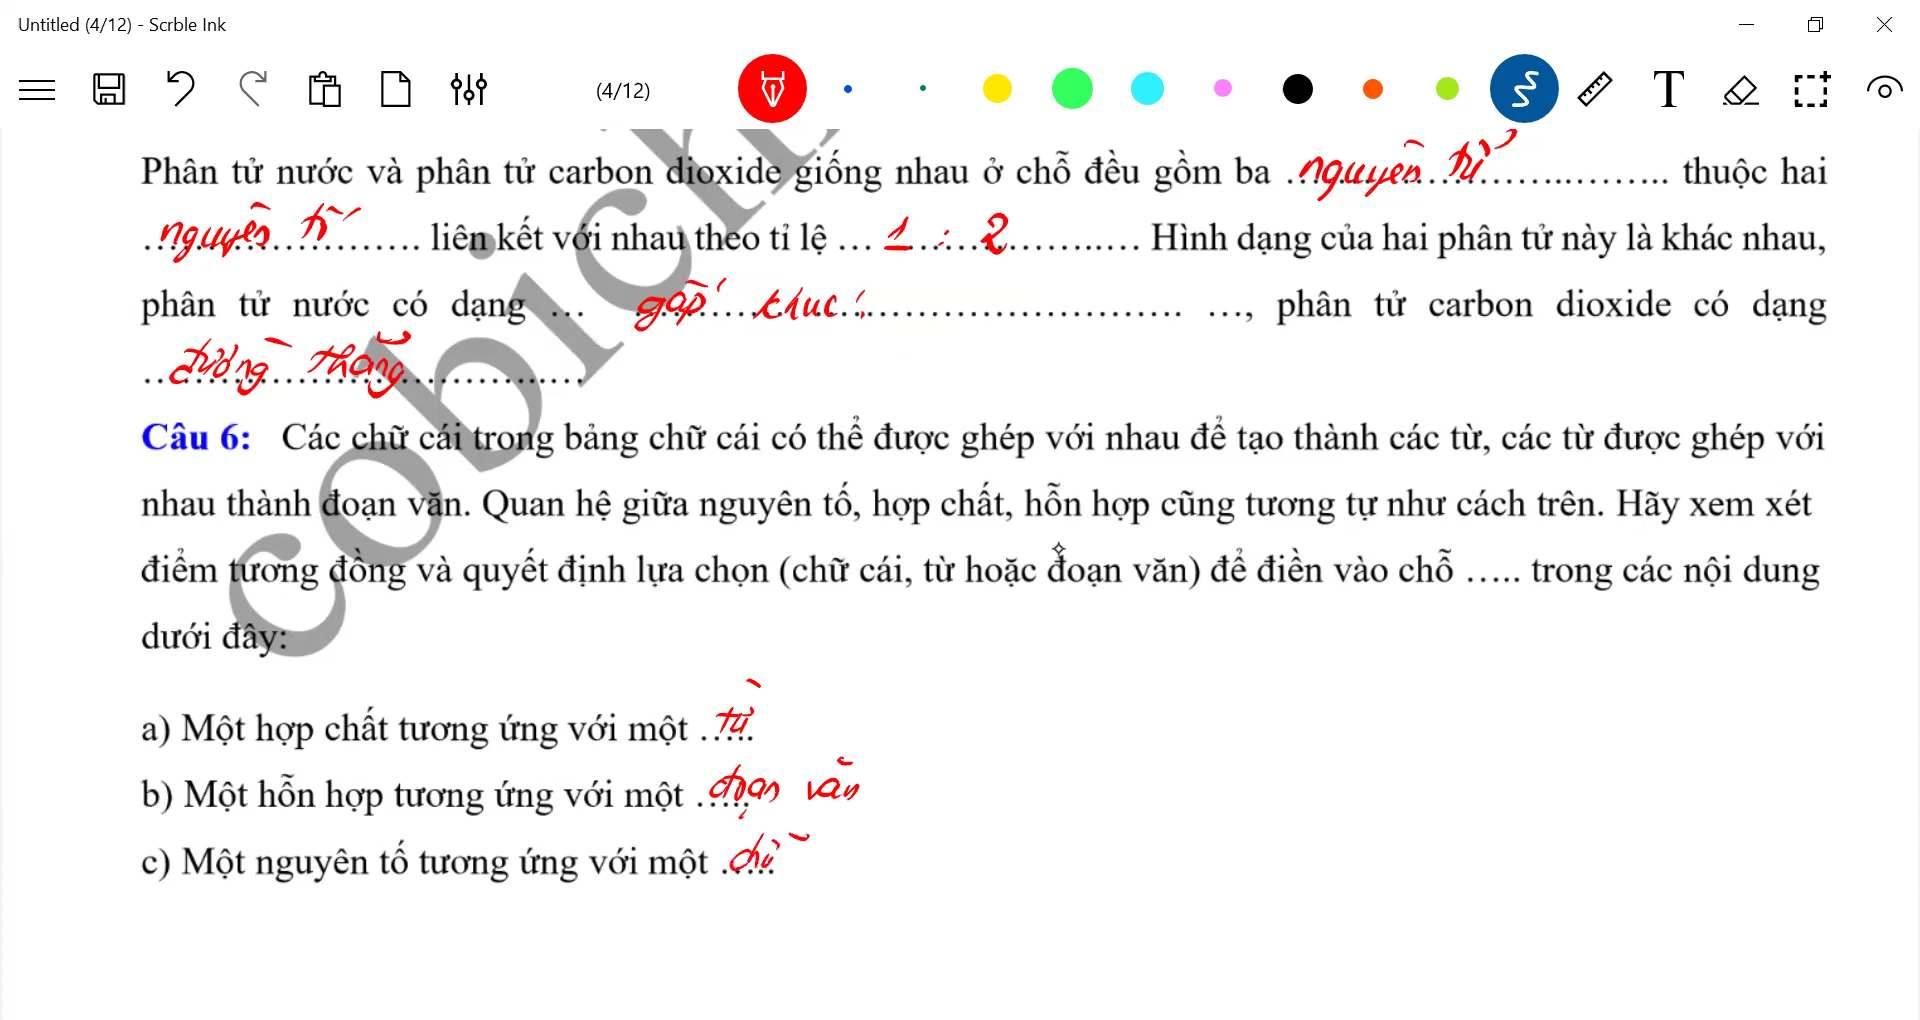 Untitled (4/12) - Scrble Ink
(4/12)
T
Phân tử nước và phân tử carbon dioxide giống nhau ở chỗ đều gồm ba ... nguyên tử ... thuộc hai
... nguyên tố ... liên kết với nhau theo tỉ lệ ... 1 : 2 ... Hình dạng của hai phân tử này là khác nhau,
phân tử nước có dạng ... gấp khúc ... ..., phân tử carbon dioxide có dạng
... đường thẳng ...
Câu 6: Các chữ cái trong bảng chữ cái có thể được ghép với nhau để tạo thành các từ, các từ được ghép với
nhau thành đoạn văn. Quan hệ giữa nguyên tố, hợp chất, hỗn hợp cũng tương tự như cách trên. Hãy xem xét
điểm tương đồng và quyết định lựa chọn (chữ cái, từ hoặc đoạn văn) để điền vào chỗ ..... trong các nội dung
dưới đây:
a) Một hợp chất tương ứng với một ..... từ
b) Một hỗn hợp tương ứng với một ..... đoạn văn
c) Một nguyên tố tương ứng với một ..... chữ